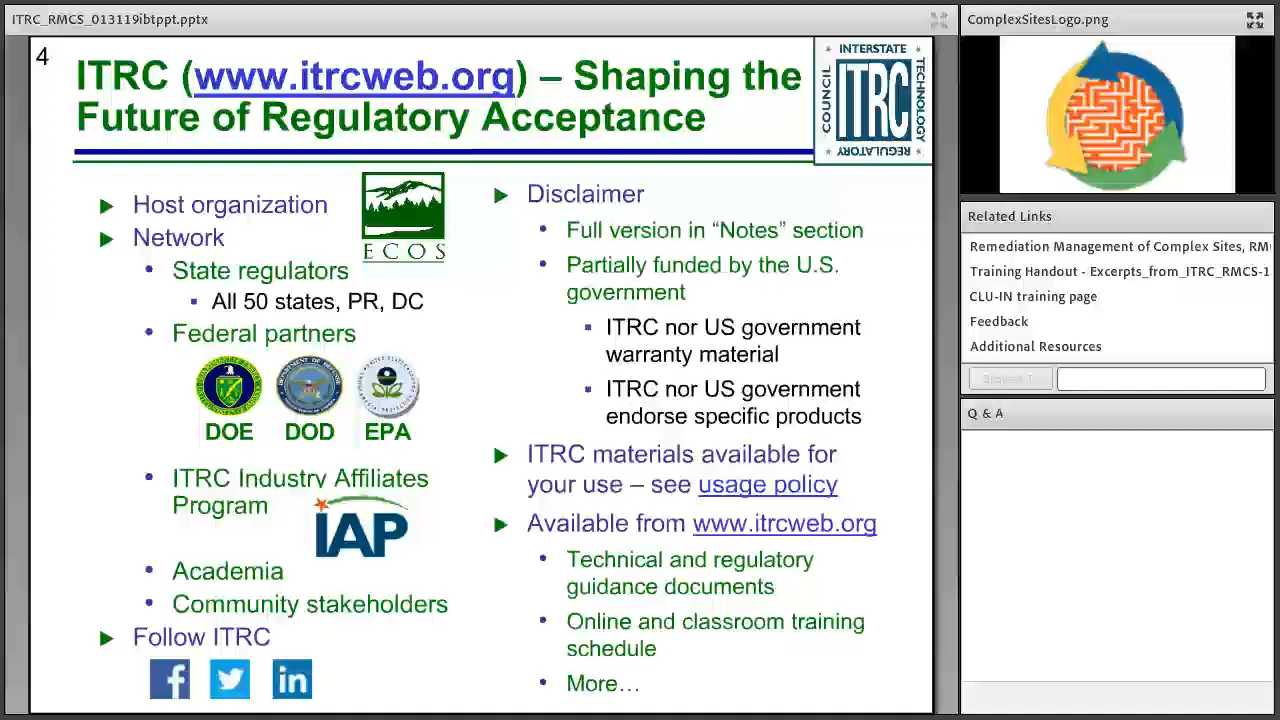 ITRC_RMCS_013119ibtppt.pptx
4
ITRC (www.itrcweb.org) – Shaping the
Future of Regulatory Acceptance
INTERSTATE
COUNCIL
ITRC
TECHNOLOGY
REGULATORY
Host organization
ECOS
Network
State regulators
All 50 states, PR, DC
Federal partners
DOE DOD EPA
ITRC Industry Affiliates
Program
IAP
Academia
Community stakeholders
Follow ITRC
f
in
Disclaimer
Full version in “Notes” section
Partially funded by the U.S.
government
ITRC nor US government
warranty material
ITRC nor US government
endorse specific products
ITRC materials available for
your use – see usage policy
Available from www.itrcweb.org
Technical and regulatory
guidance documents
Online and classroom training
schedule
More…
ComplexSitesLogo.png
Related Links
Remediation Management of Complex Sites, RM
Training Handout - Excerpts_from_ITRC_RMCS-1
CLU-IN training page
Feedback
Additional Resources
Q & A